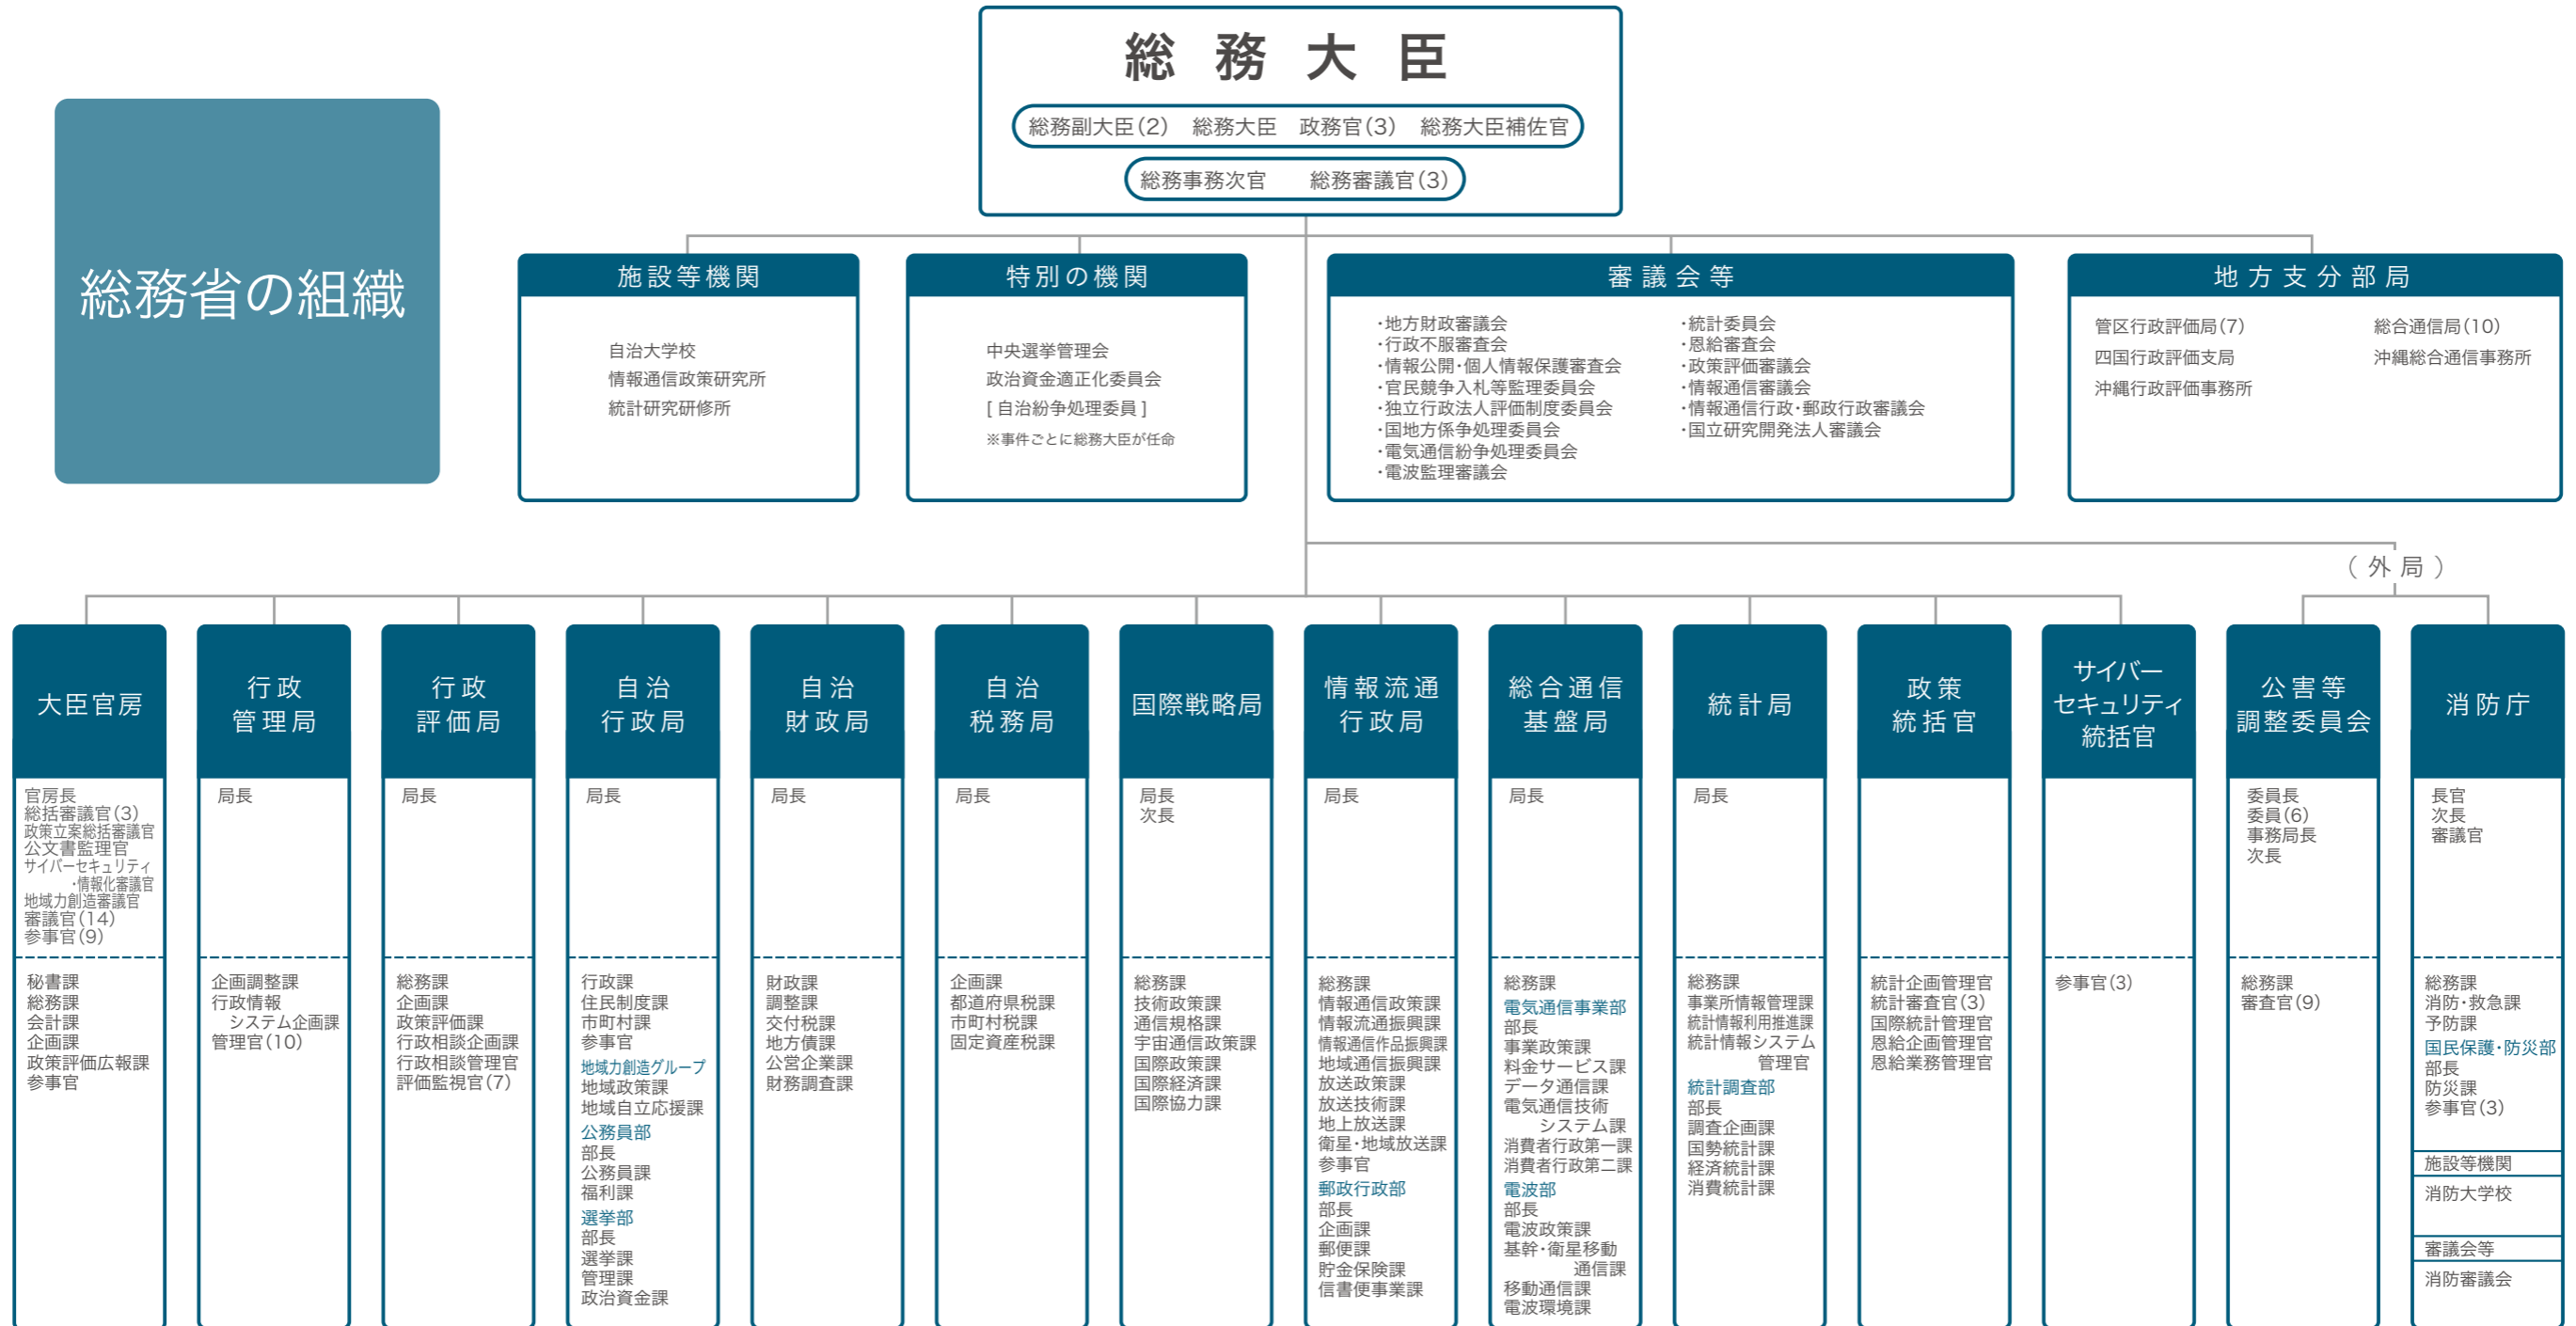 総務大臣
総務副大臣(2) 総務大臣 政務官(3) 総務大臣補佐官
総務事務次官 総務審議官(3)
総務省の組織
施設等機関
自治大学校
情報通信政策研究所
統計研究研修所
特別の機関
中央選挙管理会
政治資金適正化委員会
[ 自治紛争処理委員 ]
※事件ごとに総務大臣が任命
審議会等
・地方財政審議会
・行政不服審査会
・情報公開・個人情報保護審査会
・官民競争入札等監理委員会
・独立行政法人評価制度委員会
・国地方係争処理委員会
・電気通信紛争処理委員会
・電波監理審議会
・統計委員会
・恩給審査会
・政策評価審議会
・情報通信審議会
・情報通信行政・郵政行政審議会
・国立研究開発法人審議会
地方支分部局
管区行政評価局(7)
四国行政評価支局
沖縄行政評価事務所
総合通信局(10)
沖縄総合通信事務所
(外局)
大臣官房
官房長
総括審議官(3)
政策立案総括審議官
公文書監理官
サイバーセキュリティ
・情報化審議官
地域力創造審議官
審議官(14)
参事官(9)
秘書課
総務課
会計課
企画課
政策評価広報課
参事官
行政
管理局
局長
企画調整課
行政情報
システム企画課
管理官(10)
行政
評価局
局長
総務課
企画課
政策評価課
行政相談企画課
行政相談管理官
評価監視官(7)
自治
行政局
局長
行政課
住民制度課
市町村課
参事官
地域力創造グループ
地域政策課
地域自立応援課
公務員部
部長
公務員課
福利課
選挙部
部長
選挙課
管理課
政治資金課
自治
財政局
局長
財政課
調整課
交付税課
地方債課
公営企業課
財務調査課
自治
税務局
局長
企画課
都道府県税課
市町村税課
固定資産税課
国際戦略局
局長
次長
総務課
技術政策課
通信規格課
宇宙通信政策課
国際政策課
国際経済課
国際協力課
情報流通
行政局
局長
総務課
情報通信政策課
情報流通振興課
情報通信作品振興課
地域通信振興課
放送政策課
放送技術課
地上放送課
衛星・地域放送課
参事官
郵政行政部
部長
企画課
郵便課
貯金保険課
信書便事業課
総合通信
基盤局
局長
総務課
電気通信事業部
部長
事業政策課
料金サービス課
データ通信課
電気通信技術
システム課
消費者行政第一課
消費者行政第二課
電波部
部長
電波政策課
基幹・衛星移動
通信課
移動通信課
電波環境課
統計局
局長
総務課
事業所情報管理課
統計情報利用推進課
統計情報システム
管理官
統計調査部
部長
調査企画課
国勢統計課
経済統計課
消費統計課
政策
統括官
統計企画管理官
統計審査官(3)
国際統計管理官
恩給企画管理官
恩給業務管理官
サイバー
セキュリティ
統括官
参事官(3)
公害等
調整委員会
委員長
委員(6)
事務局長
次長
総務課
審査官(9)
消防庁
長官
次長
審議官
総務課
消防・救急課
予防課
国民保護・防災部
部長
防災課
参事官(3)
施設等機関
消防大学校
審議会等
消防審議会